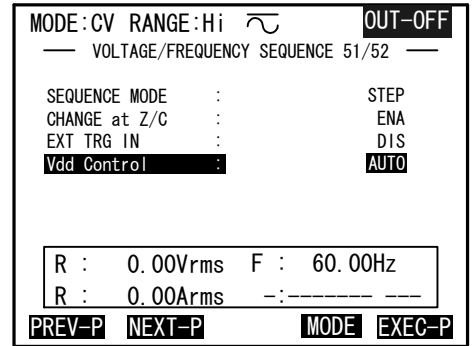 MODE:CV RANGE:Hi OUT-OFF
VOLTAGE/FREQUENCY SEQUENCE 51/52
SEQUENCE MODE : STEP
CHANGE at Z/C : ENA
EXT TRG IN : DIS
Vdd Control : AUTO
R : 0.00Vrms F : 60.00Hz
R : 0.00Arms -:------- ---
PREV-P NEXT-P MODE EXEC-P